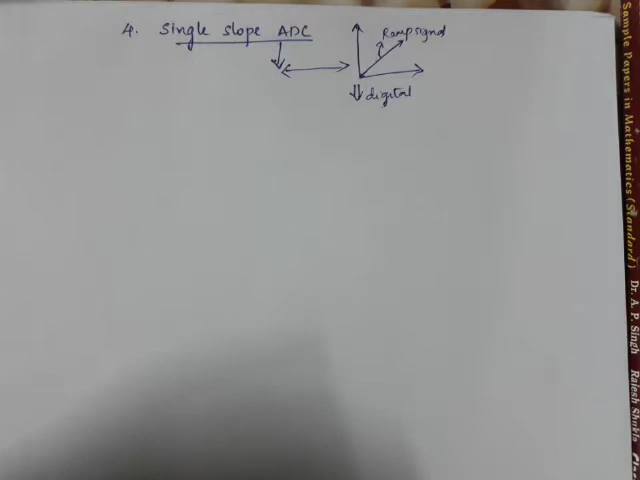 4. Single slope ADC
Ramp signal
digital
Sample Papers in Mathematics (Standard) Dr. A. P. Singh Rajesh Shukla